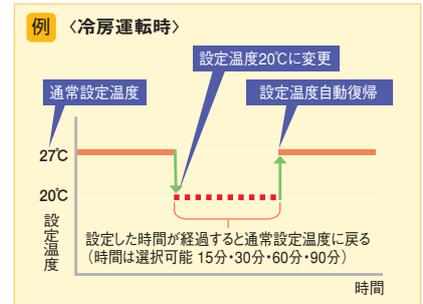 例 〈冷房運転時〉
設定温度20℃に変更
通常設定温度
設定温度自動復帰
27℃
20℃
設定温度
設定した時間が経過すると通常設定温度に戻る
（時間は選択可能 15分・30分・60分・90分）
時間